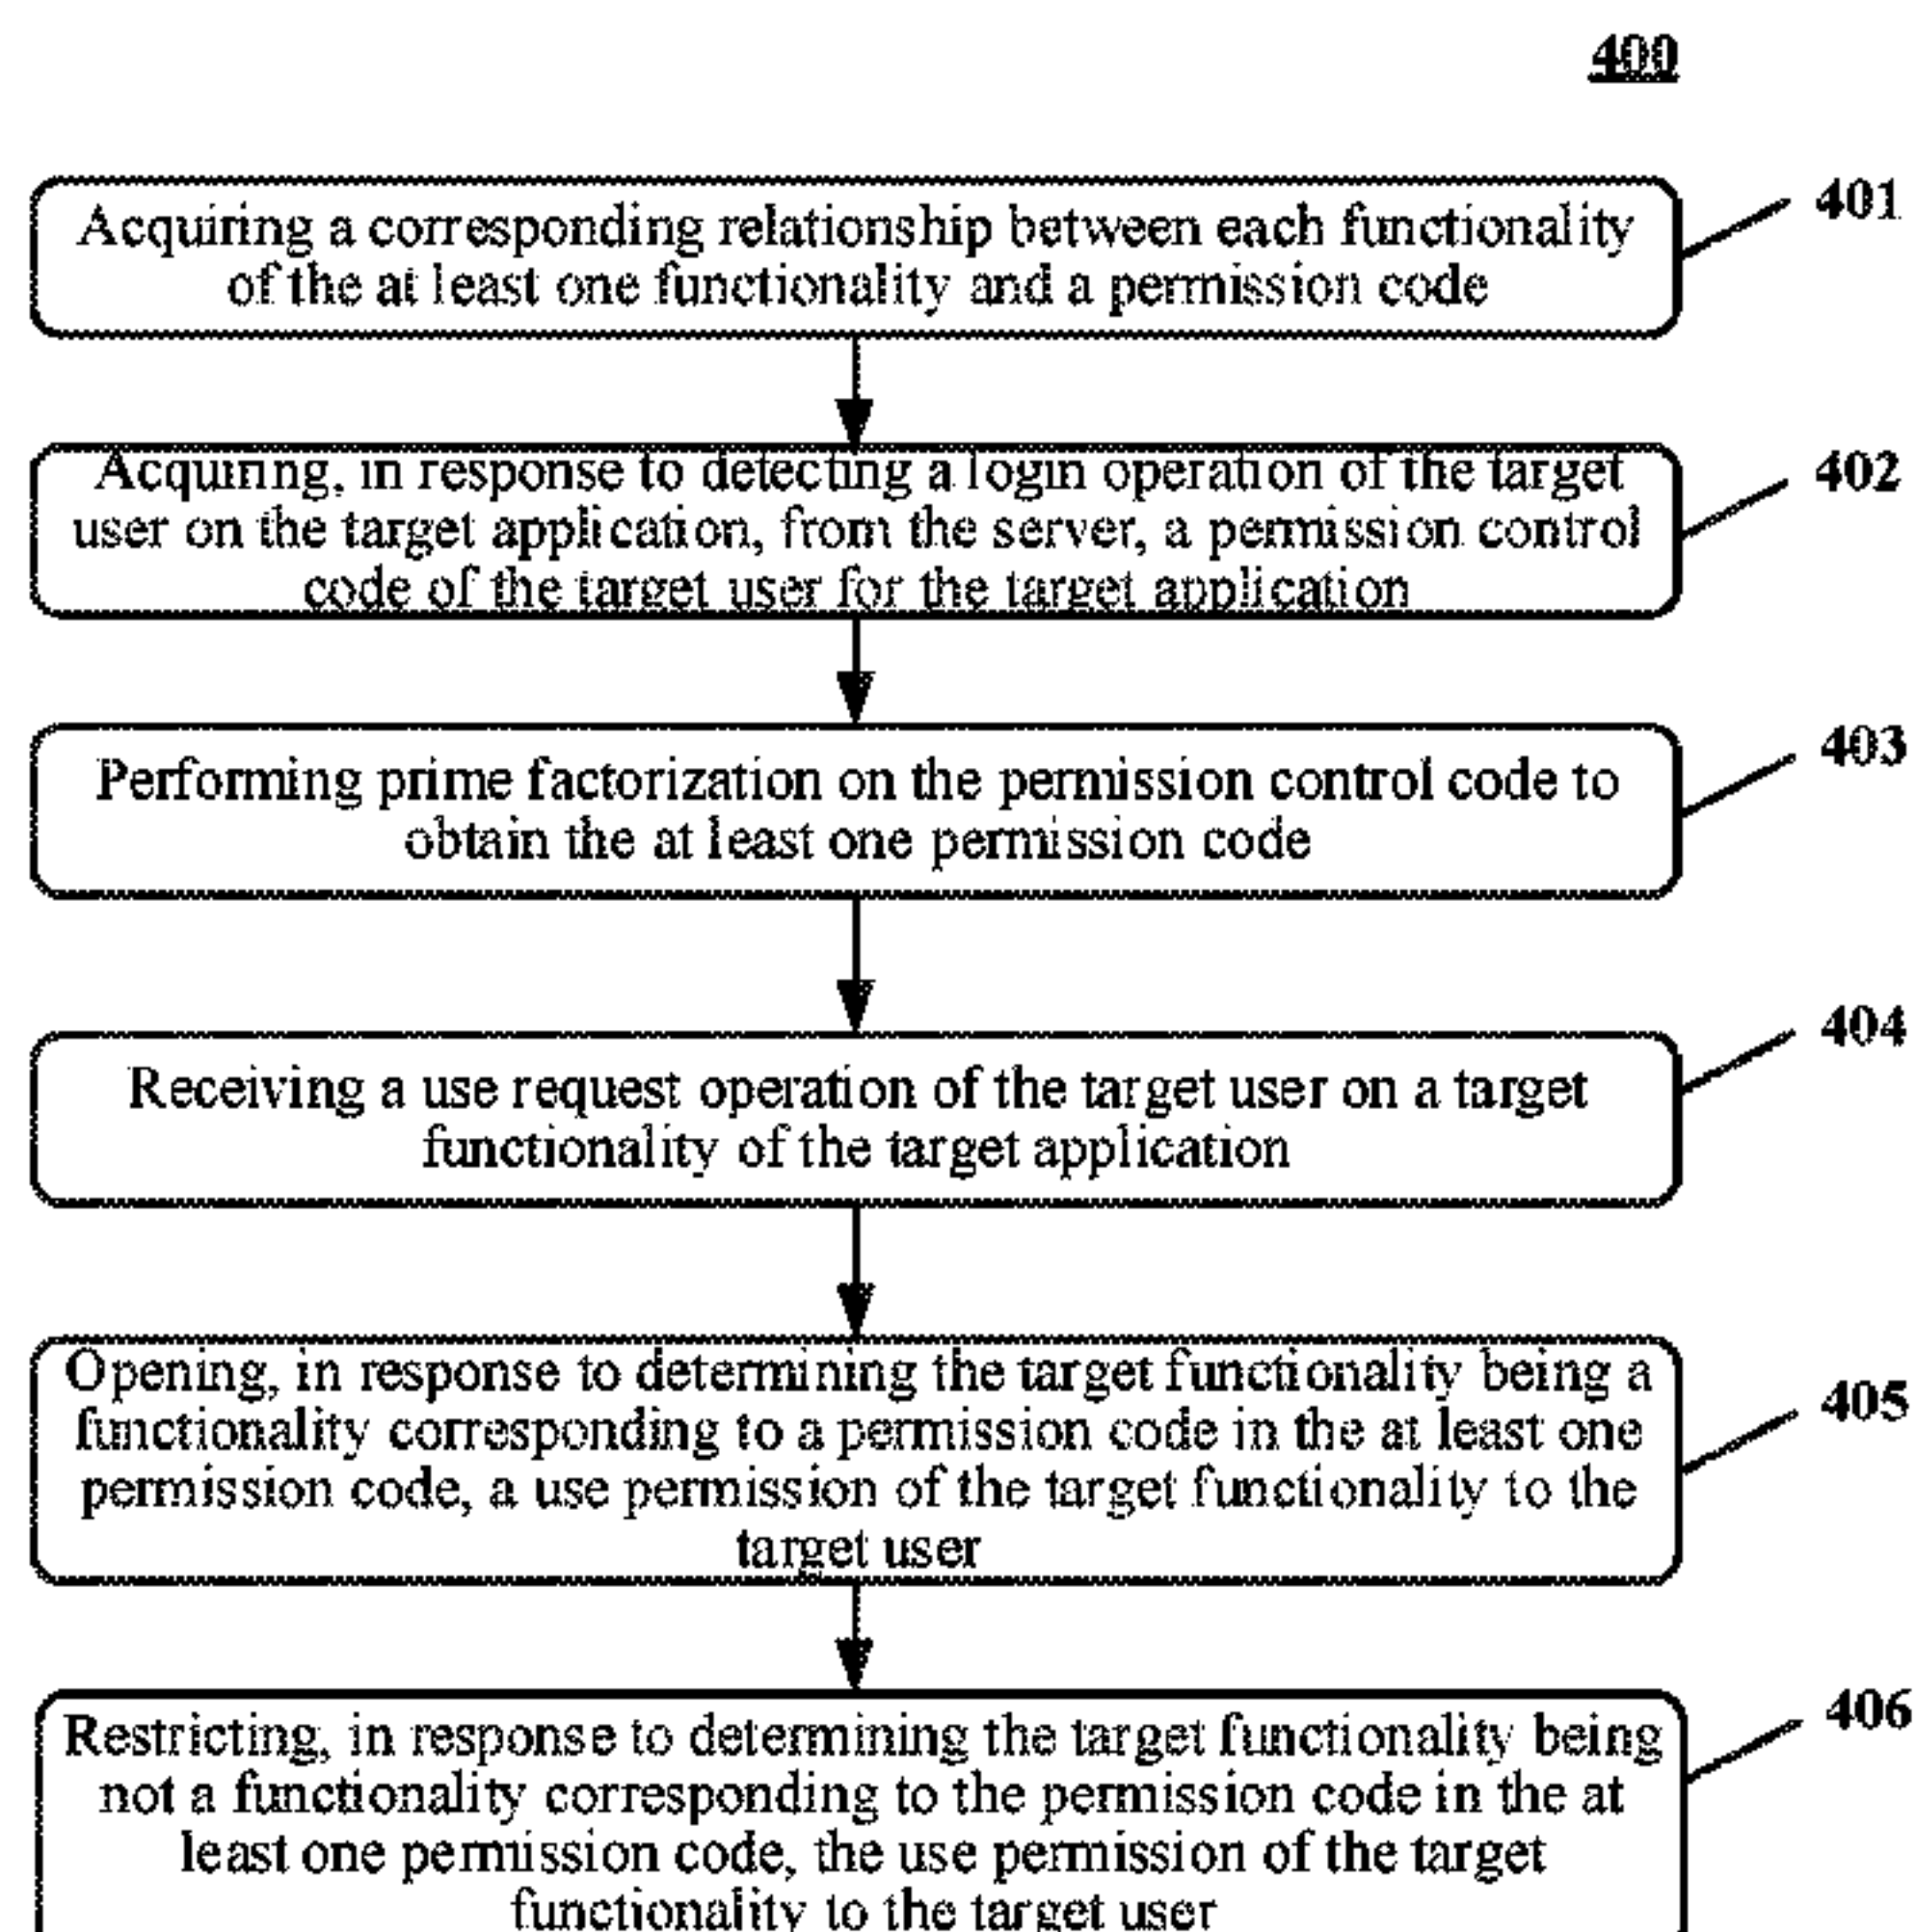 400
Acquiring a corresponding relationship between each functionality
of the at least one functionality and a permission code
401
Acquiring, in response to detecting a login operation of the target
user on the target application, from the server, a permission control
code of the target user for the target application
402
Performing prime factorization on the permission control code to
obtain the at least one permission code
403
Receiving a use request operation of the target user on a target
functionality of the target application
404
Opening, in response to determining the target functionality being a
functionality corresponding to a permission code in the at least one
permission code, a use permission of the target functionality to the
target user
405
Restricting, in response to determining the target functionality being
not a functionality corresponding to the permission code in the at
least one permission code, the use permission of the target
functionality to the target user
406